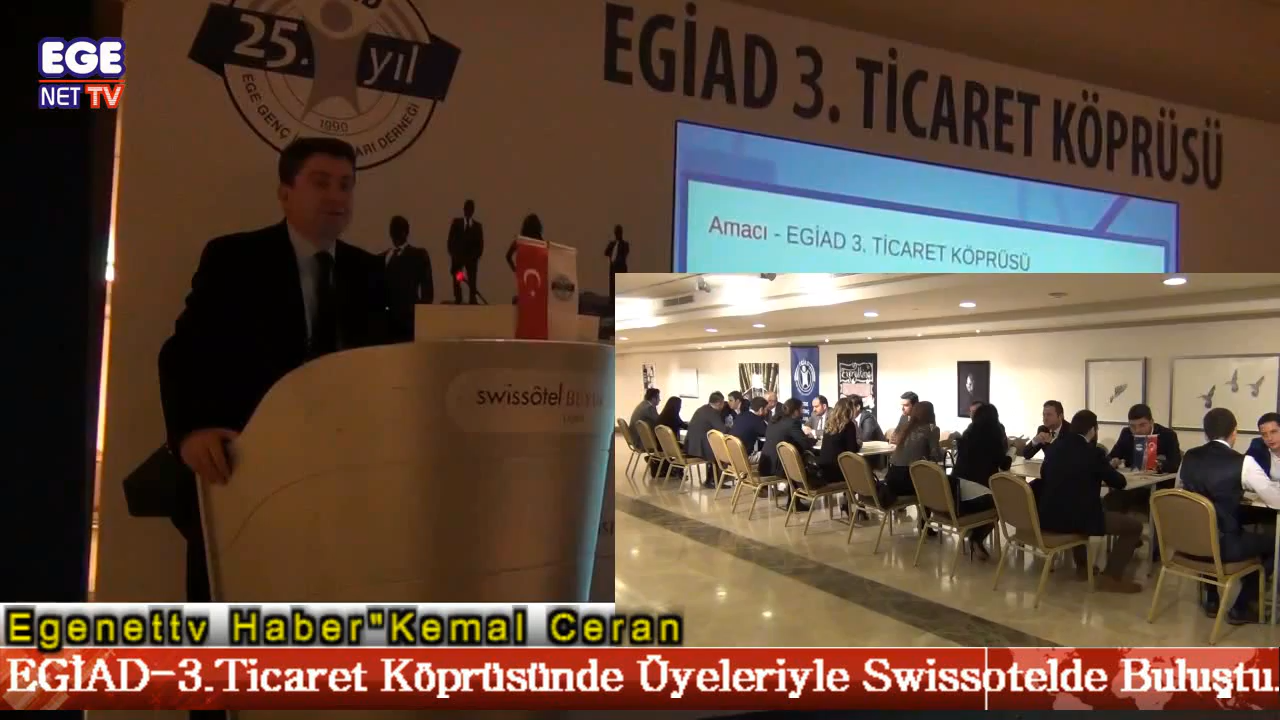 EGE
NET TV
25. yıl
EGE GENÇ
DERNEĞİ
1990
EGİAD 3. TİCARET KÖPRÜSÜ
Amacı - EGİAD 3. TİCARET KÖPRÜSÜ
swissôtel
Egenettv Haber"Kemal Ceran
EGİAD-3.Ticaret Köprüsünde Üyeleriyle Swissotelde Buluştu.